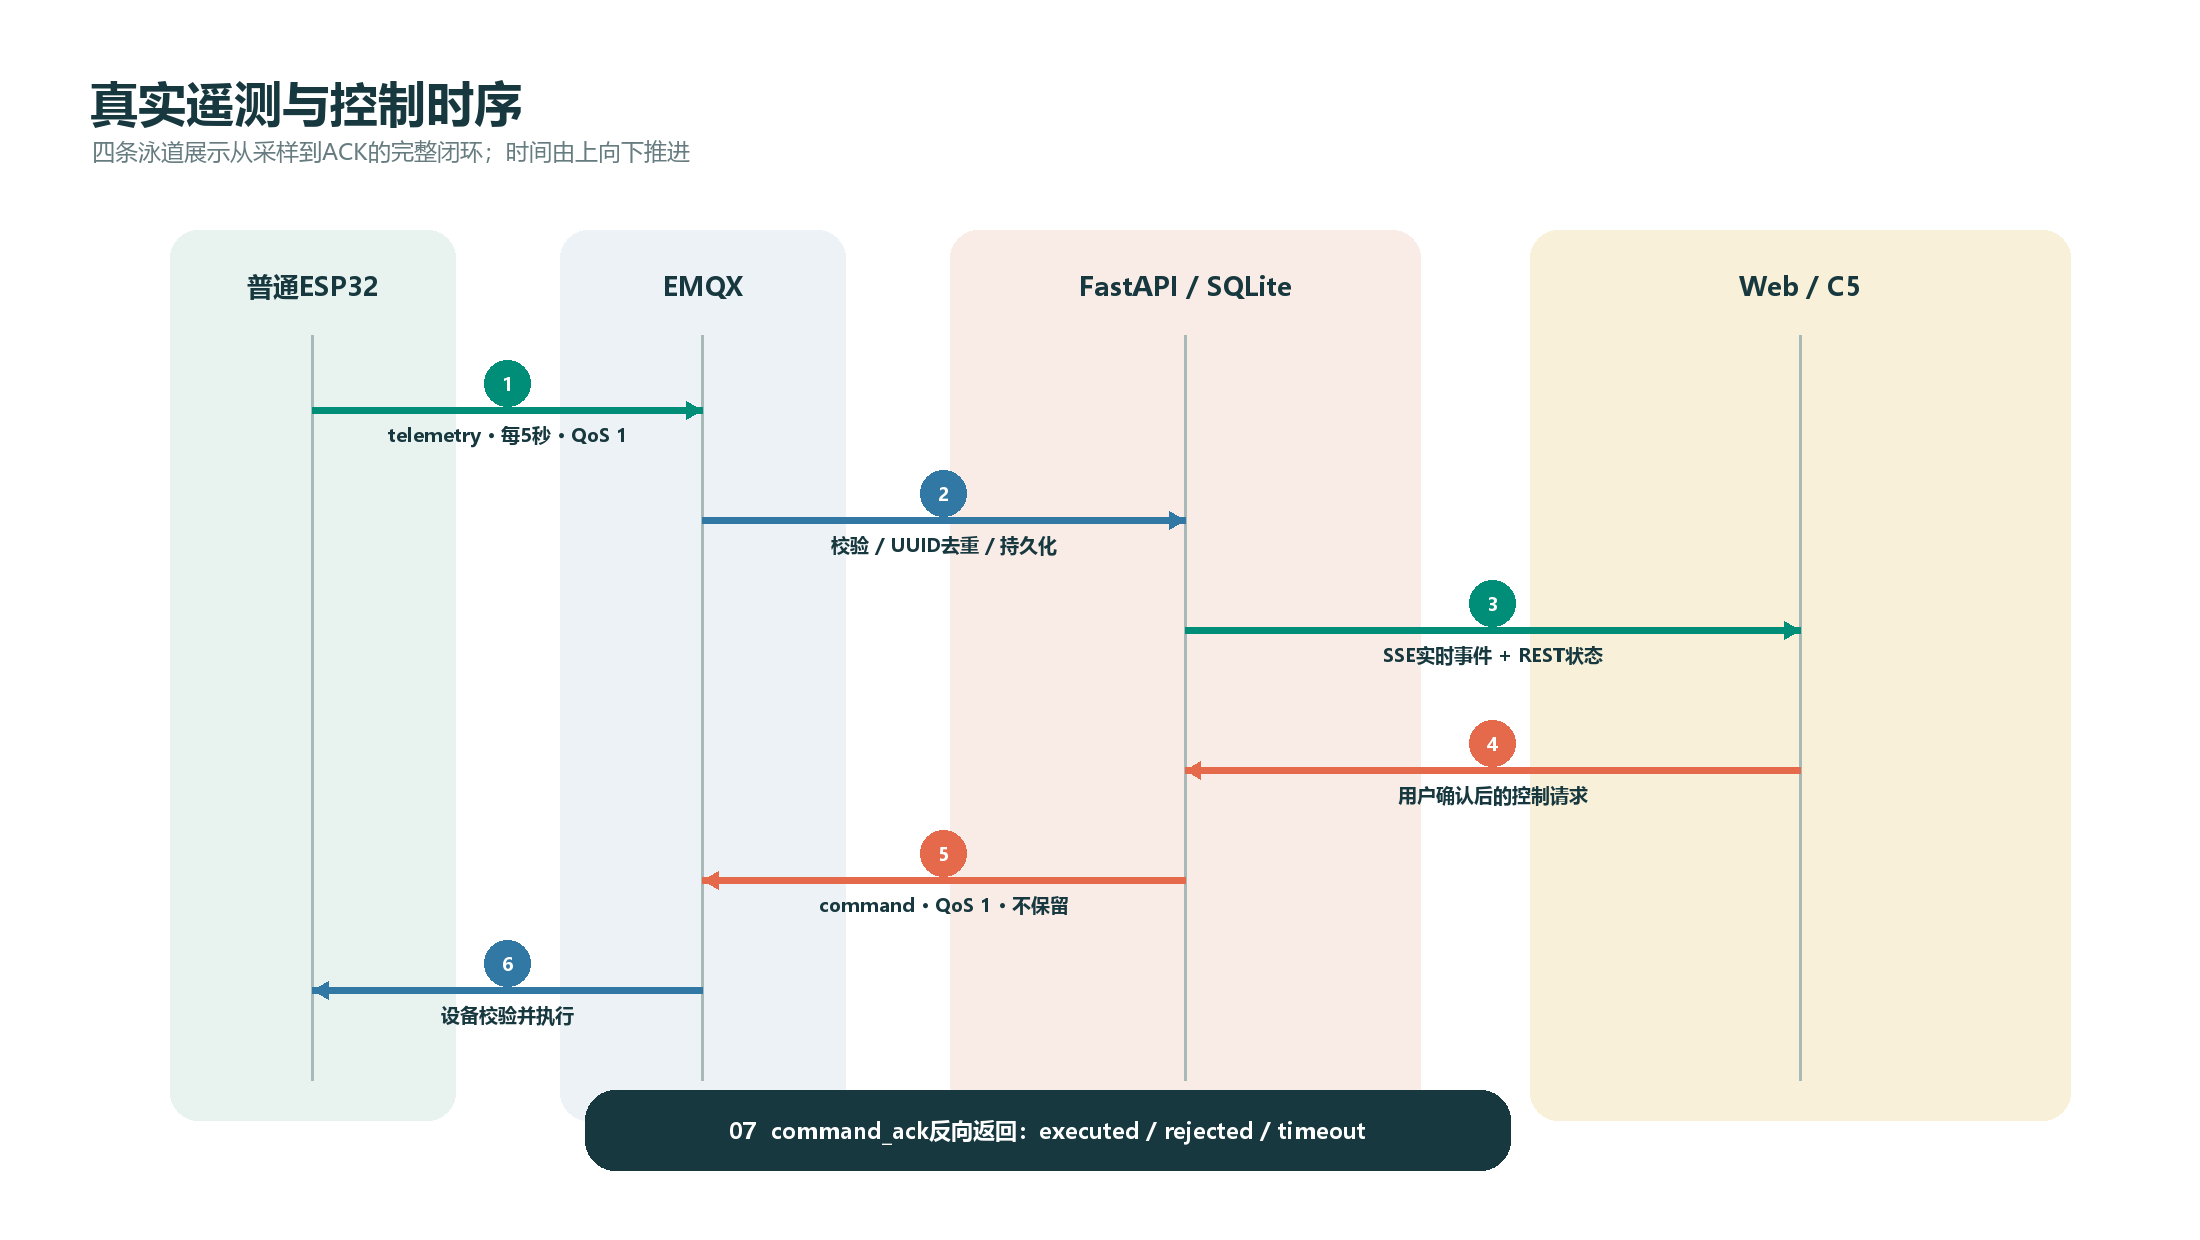 真实遥测与控制时序
四条泳道展示从采样到ACK的完整闭环；时间由上向下推进
普通ESP32
EMQX
FastAPI / SQLite
Web / C5
1
telemetry • 每5秒 • QoS 1
2
校验 / UUID去重 / 持久化
3
SSE实时事件 + REST状态
4
用户确认后的控制请求
5
command • QoS 1 • 不保留
6
设备校验并执行
07 command_ack反向返回：executed / rejected / timeout